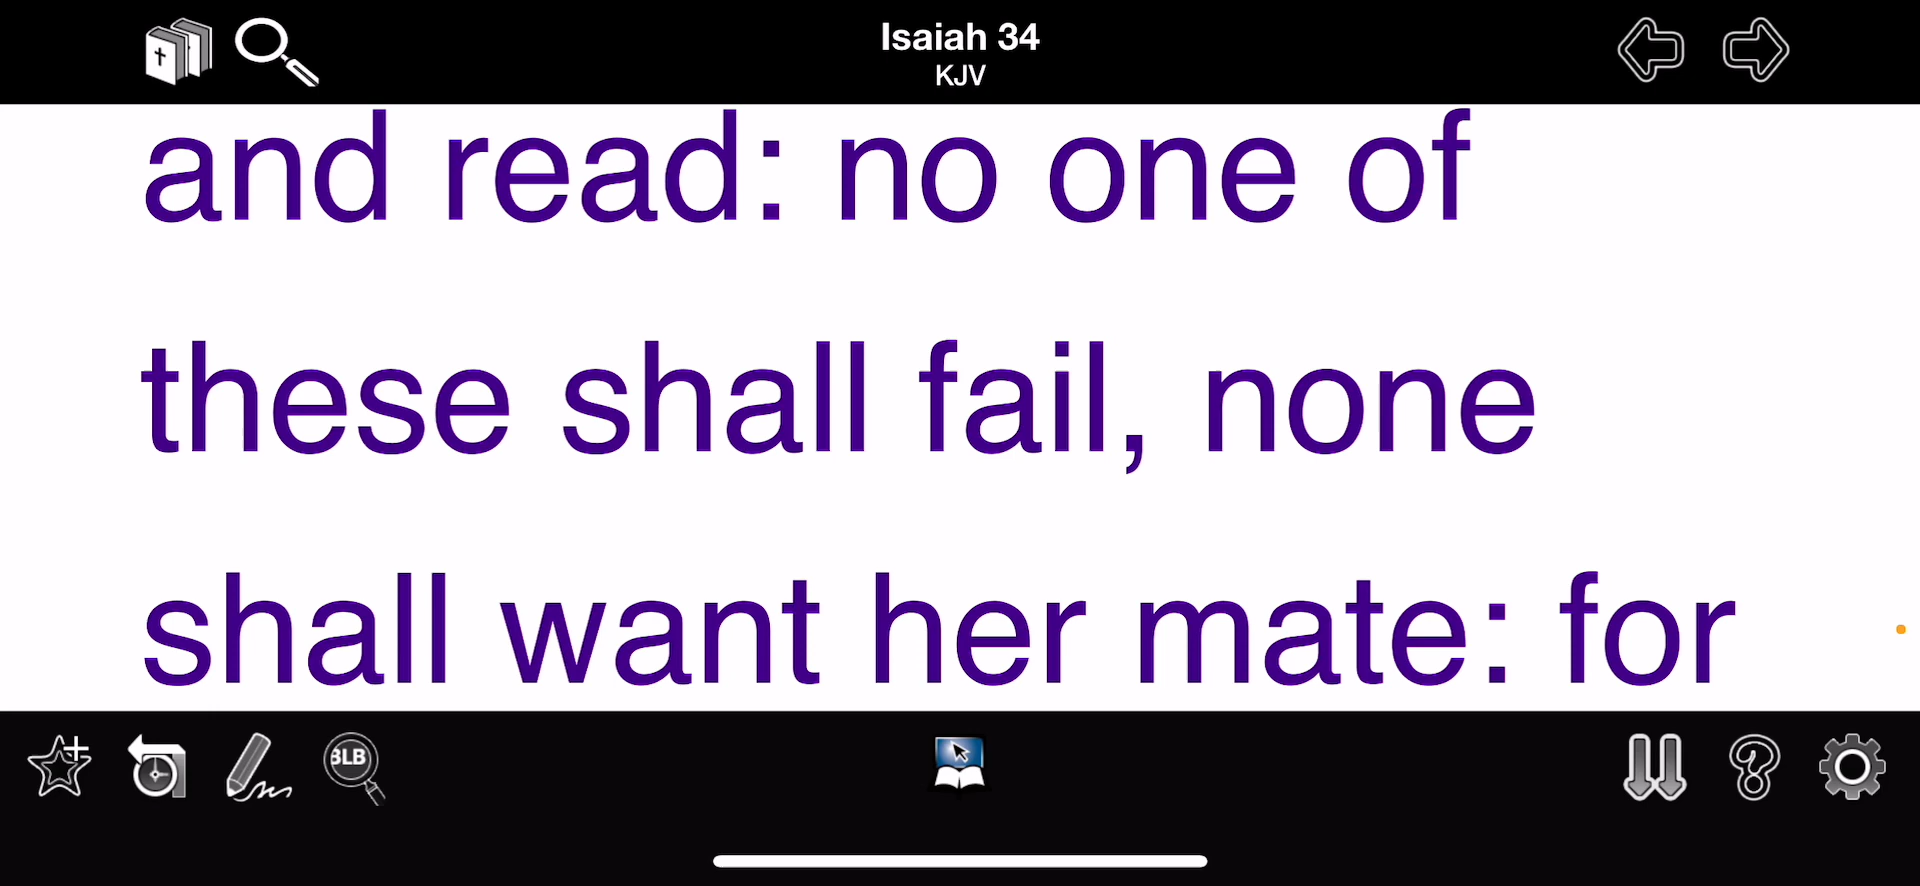 Isaiah 34
KJV
and read: no one of
these shall fail, none
shall want her mate: for
BLB